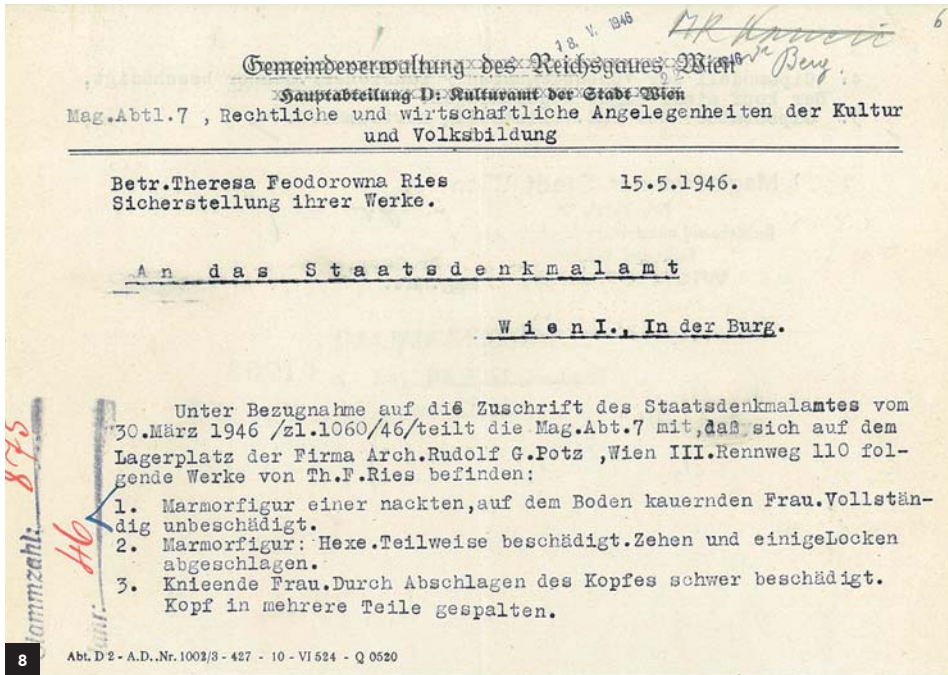 18. V. 1946
6
Berg.
Gemeindeverwaltung des Reichsgaues Wien
Hauptabteilung D: Kulturamt der Stadt Wien
Mag.Abtl.7 , Rechtliche und wirtschaftliche Angelegenheiten der Kultur
und Volksbildung
Betr.Theresa Feodorowna Ries 15.5.1946.
Sicherstellung ihrer Werke.
An das Staatsdenkmalamt
Wien I., In der Burg.
Unter Bezugnahme auf die Zuschrift des Staatsdenkmalamtes vom
30.März 1946 /zl.1060/46/teilt die Mag.Abt.7 mit,daß sich auf dem
Lagerplatz der Firma Arch.Rudolf G.Potz ,Wien III.Rennweg 110 fol-
gende Werke von Th.F.Ries befinden:
1. Marmorfigur einer nackten,auf dem Boden kauernden Frau.Vollstän-
dig unbeschädigt.
2. Marmorfigur: Hexe.Teilweise beschädigt.Zehen und einigeLocken
abgeschlagen.
3. Knieende Frau.Durch Abschlagen des Kopfes schwer beschädigt.
Kopf in mehrere Teile gespalten.
Stammzahl: 875
Jahr: 46
8
Abt. D 2 - A.D..Nr. 1002/3 - 427 - 10 - VI 524 - Q 0520